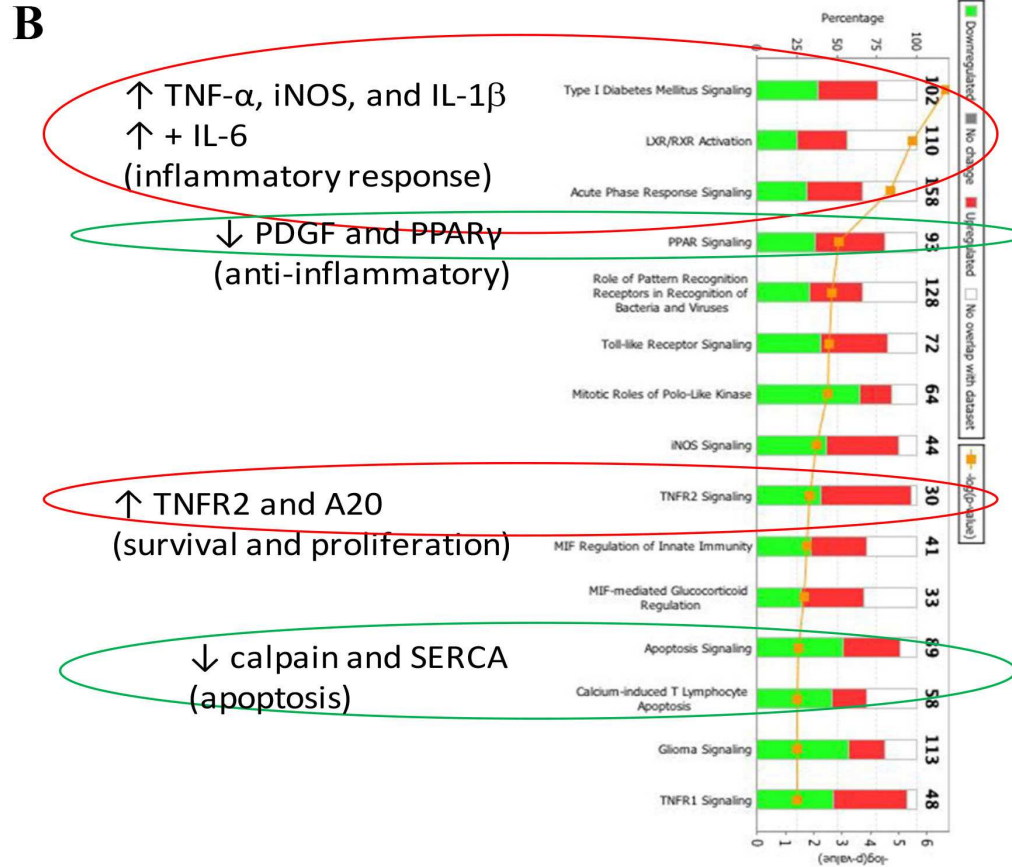 B
Percentage
0 25 50 75 100
Downregulated
No change
Upregulated
No overlap with dataset
-log(p-value)
↑ TNF-α, iNOS, and IL-1β
↑ + IL-6
(inflammatory response)
↓ PDGF and PPARγ
(anti-inflammatory)
↑ TNFR2 and A20
(survival and proliferation)
↓ calpain and SERCA
(apoptosis)
Type I Diabetes Mellitus Signaling 102
LXR/RXR Activation 110
Acute Phase Response Signaling 158
PPAR Signaling 93
Role of Pattern Recognition
Receptors in Recognition of
Bacteria and Viruses 128
Toll-like Receptor Signaling 72
Mitotic Roles of Polo-Like Kinase 64
iNOS Signaling 44
TNFR2 Signaling 30
MIF Regulation of Innate Immunity 41
MIF-mediated Glucocorticoid
Regulation 33
Apoptosis Signaling 89
Calcium-induced T Lymphocyte
Apoptosis 58
Glioma Signaling 113
TNFR1 Signaling 48
0 1 2 3 4 5 6
-log(p-value)